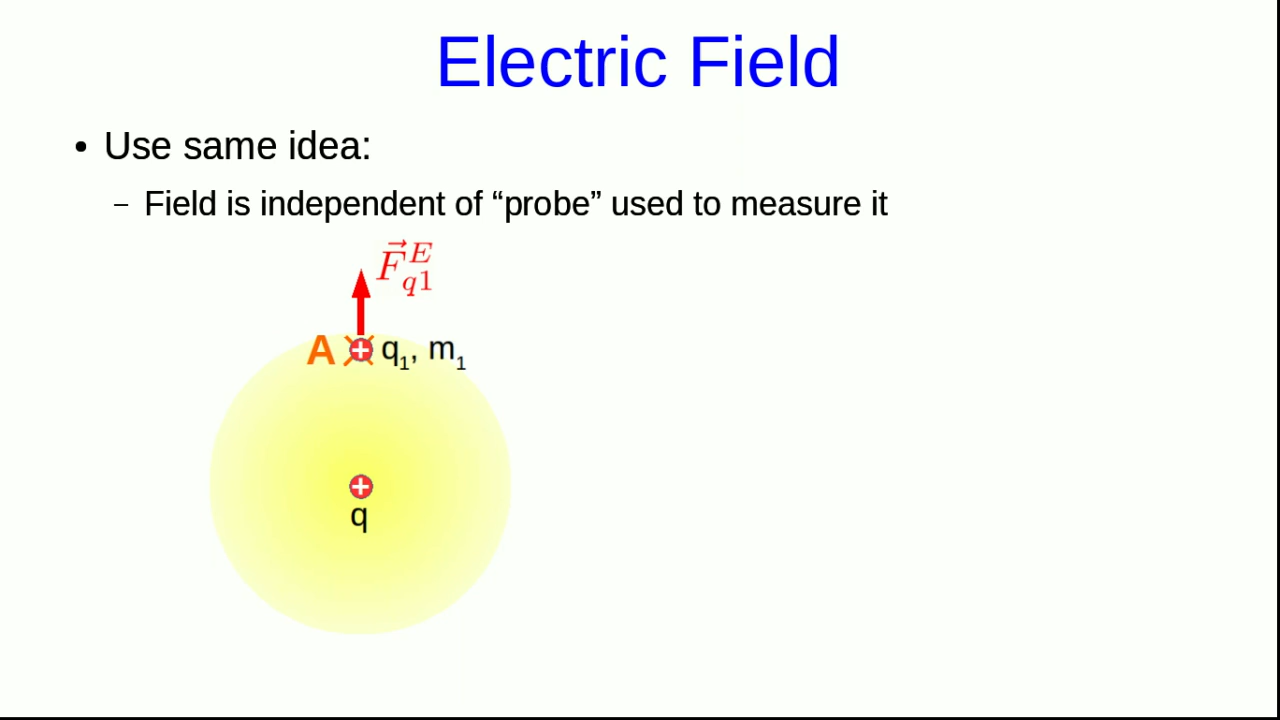 Electric Field
• Use same idea:
– Field is independent of “probe” used to measure it
F⃗^E_q1
A q₁, m₁
q